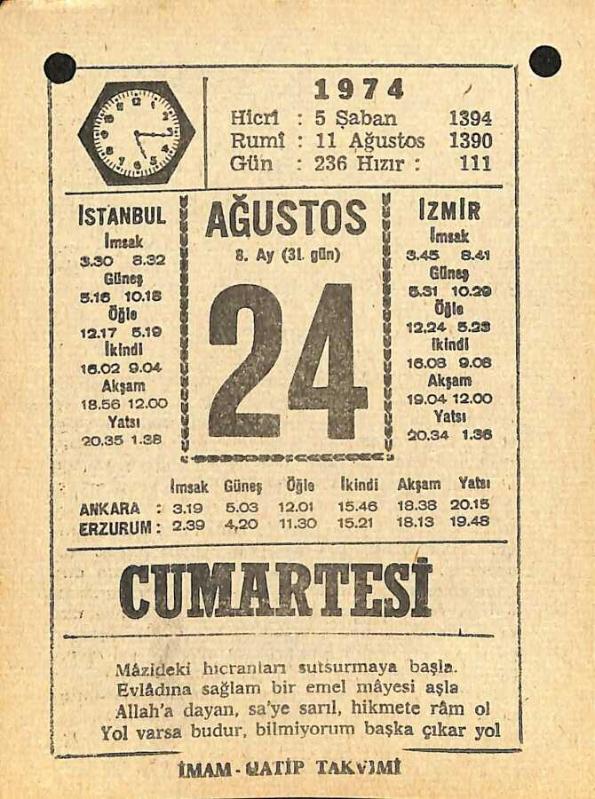 1974
Hicrî : 5 Şaban 1394
Rumî : 11 Ağustos 1390
Gün : 236 Hızır : 111
İSTANBUL
İmsak
3.30 8.32
Güneş
5.16 10.18
Öğle
12.17 5.19
İkindi
16.02 9.04
Akşam
18.56 12.00
Yatsı
20.35 1.38
AĞUSTOS
8. Ay (31. gün)
24
İZMİR
İmsak
3.45 8.41
Güneş
5.31 10.29
Öğle
12.24 5.23
İkindi
16.08 9.08
Akşam
19.04 12.00
Yatsı
20.34 1.36
İmsak Güneş Öğle İkindi Akşam Yatsı
ANKARA : 3.19 5.03 12.01 15.46 18.38 20.15
ERZURUM : 2.39 4,20 11.30 15.21 18.13 19.48
CUMARTESİ
Mâzideki hıcranları sutsurmaya başla.
Evlâdına sağlam bir emel mâyesi aşla
Allah'a dayan, sa'ye sarıl, hikmete râm ol
Yol varsa budur, bilmiyorum başka çıkar yol
İMAM - HATİP TAKVİMİ